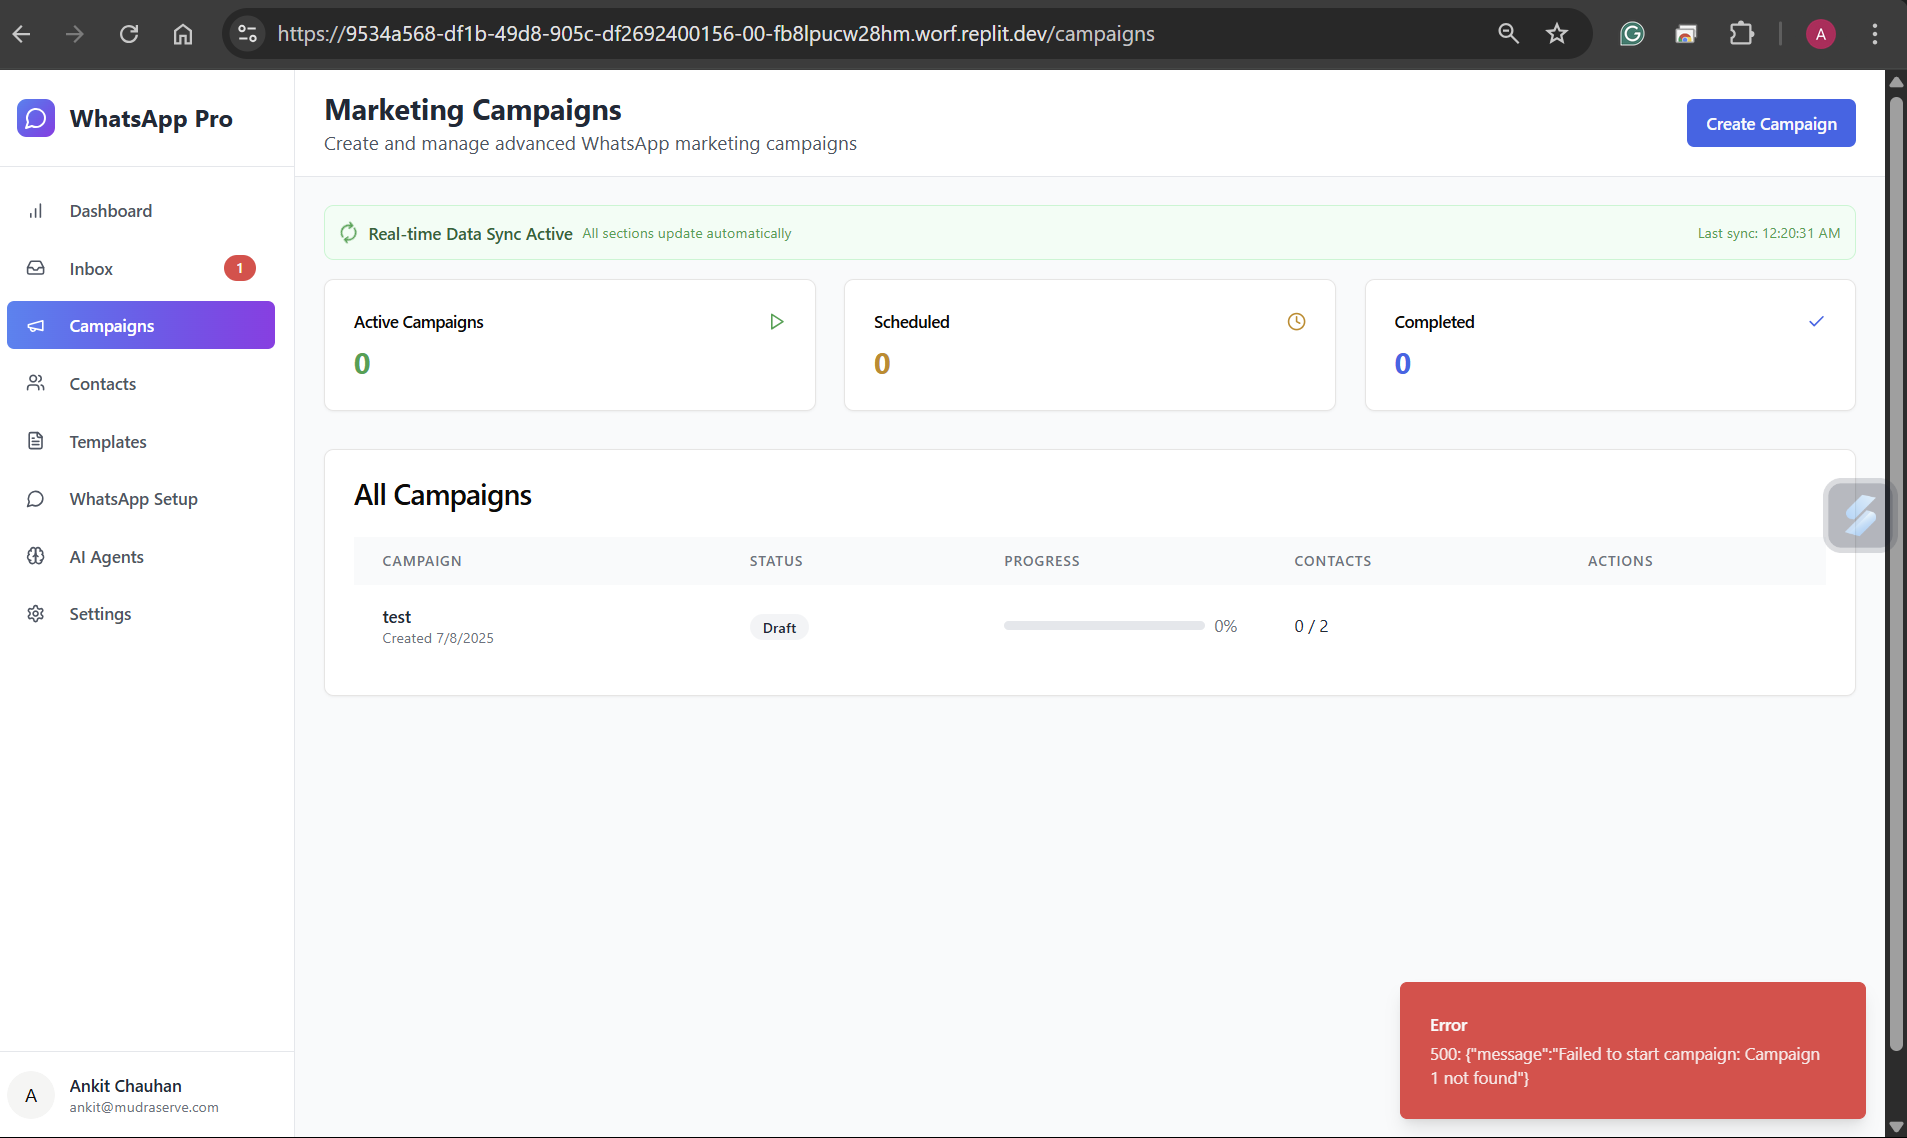 https://9534a568-df1b-49d8-905c-df2692400156-00-fb8lpucw28hm.worf.replit.dev/campaigns
A
WhatsApp Pro
Dashboard
Inbox
1
Campaigns
Contacts
Templates
WhatsApp Setup
AI Agents
Settings
A
Ankit Chauhan
ankit@mudraserve.com
Marketing Campaigns
Create and manage advanced WhatsApp marketing campaigns
Create Campaign
Real-time Data Sync Active All sections update automatically
Last sync: 12:20:31 AM
Active Campaigns
0
Scheduled
0
Completed
0
All Campaigns
CAMPAIGN STATUS PROGRESS CONTACTS ACTIONS
test
Created 7/8/2025
Draft
0%
0 / 2
Error
500: {"message":"Failed to start campaign: Campaign
1 not found"}